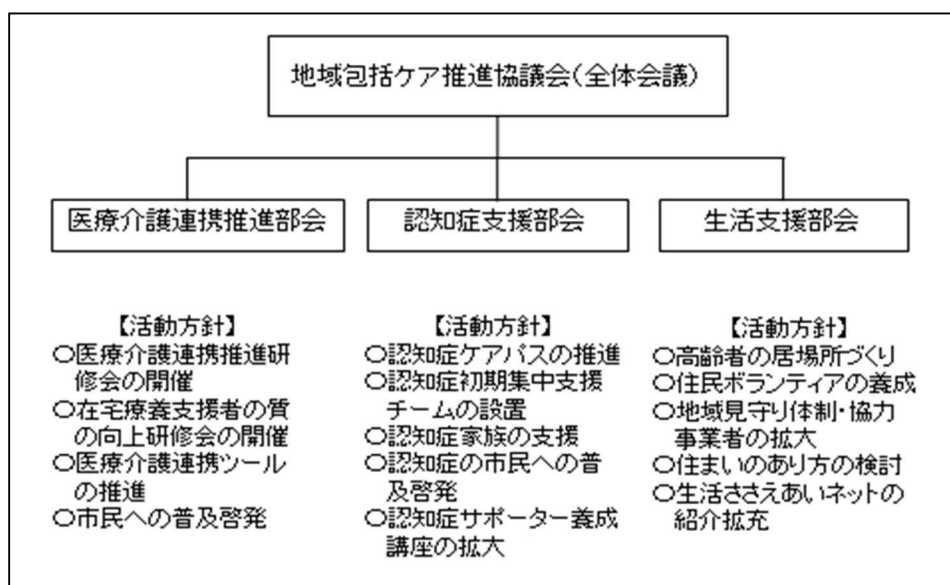 地域包括ケア推進協議会(全体会議)
医療介護連携推進部会
認知症支援部会
生活支援部会
【活動方針】
○医療介護連携推進研
修会の開催
○在宅療養支援者の質
の向上研修会の開催
○医療介護連携ツール
の推進
○市民への普及啓発
【活動方針】
○認知症ケアパスの推進
○認知症初期集中支援
チームの設置
○認知症家族の支援
○認知症の市民への普
及啓発
○認知症サポーター養成
講座の拡大
【活動方針】
○高齢者の居場所づくり
○住民ボランティアの養成
○地域見守り体制・協力
事業者の拡大
○住まいのあり方の検討
○生活ささえあいネットの
紹介拡充